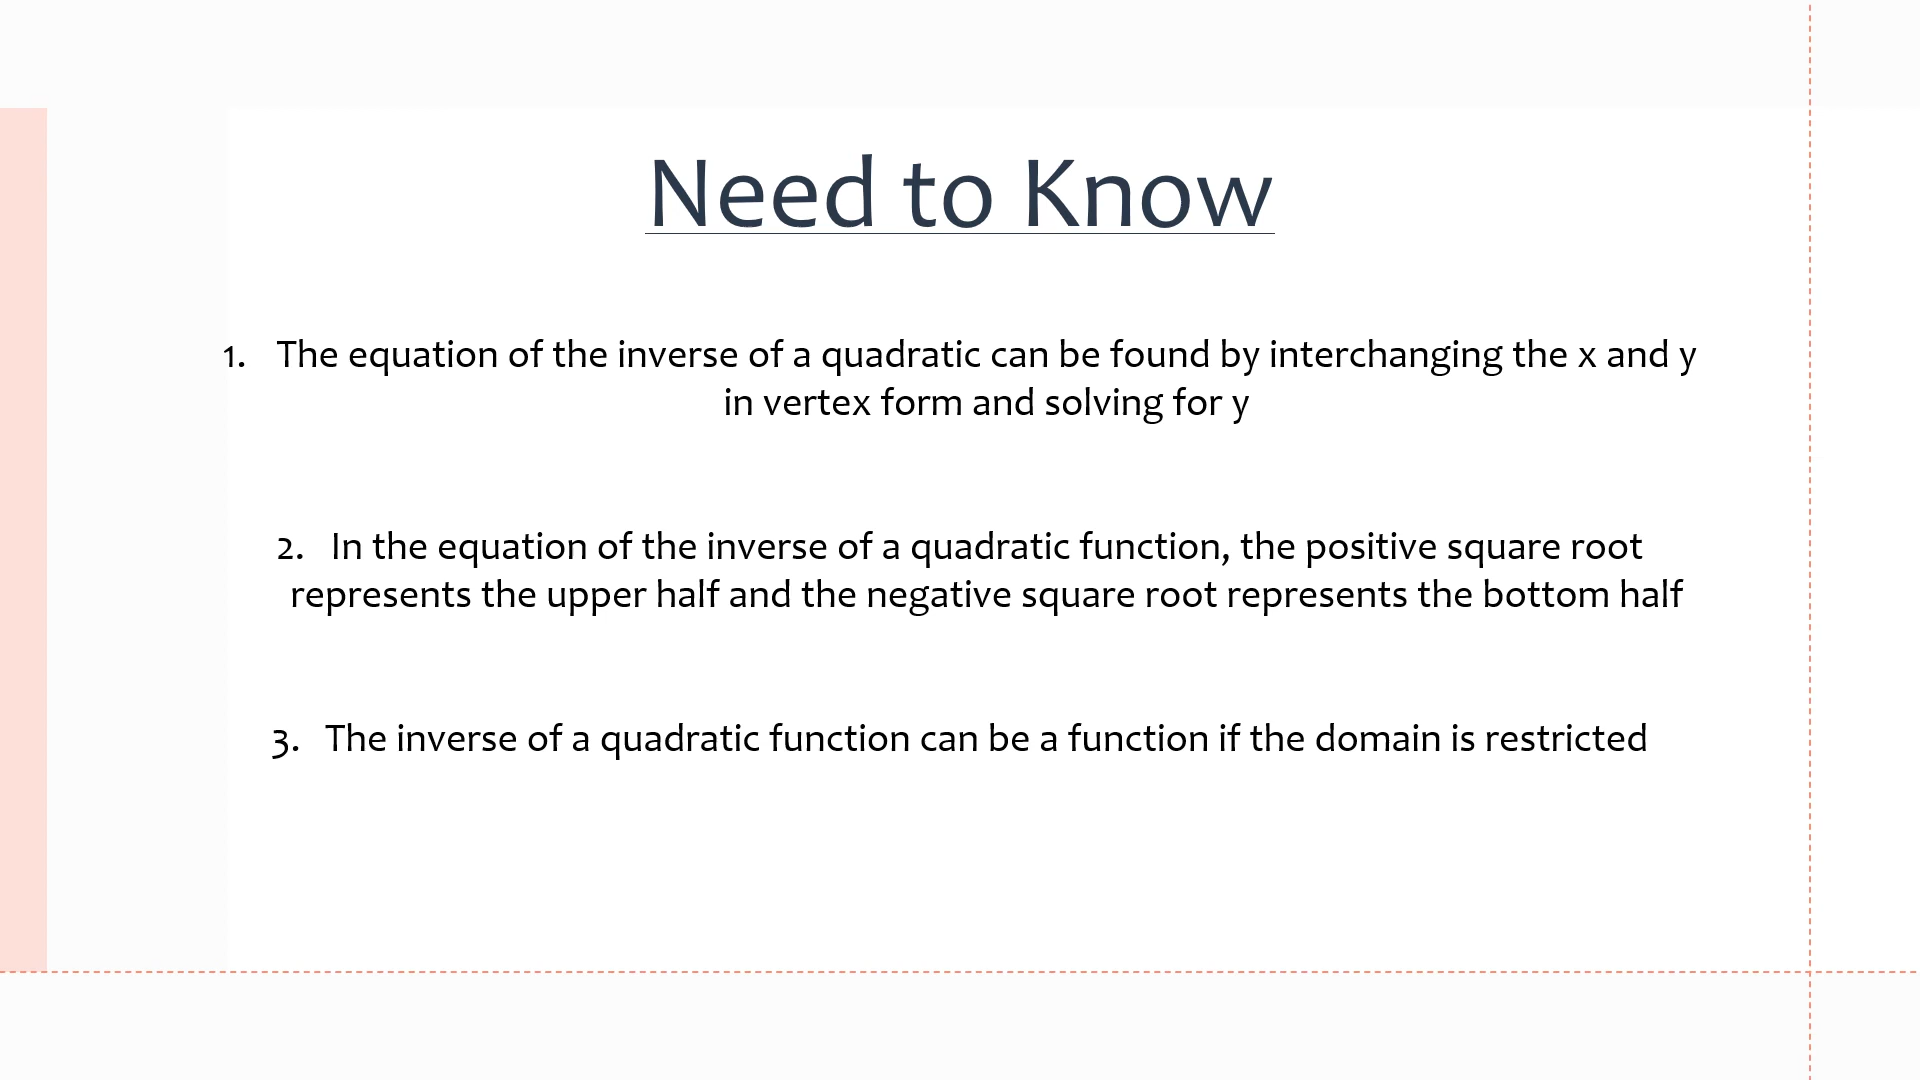 Need to Know
1. The equation of the inverse of a quadratic can be found by interchanging the x and y
in vertex form and solving for y
2. In the equation of the inverse of a quadratic function, the positive square root
represents the upper half and the negative square root represents the bottom half
3. The inverse of a quadratic function can be a function if the domain is restricted